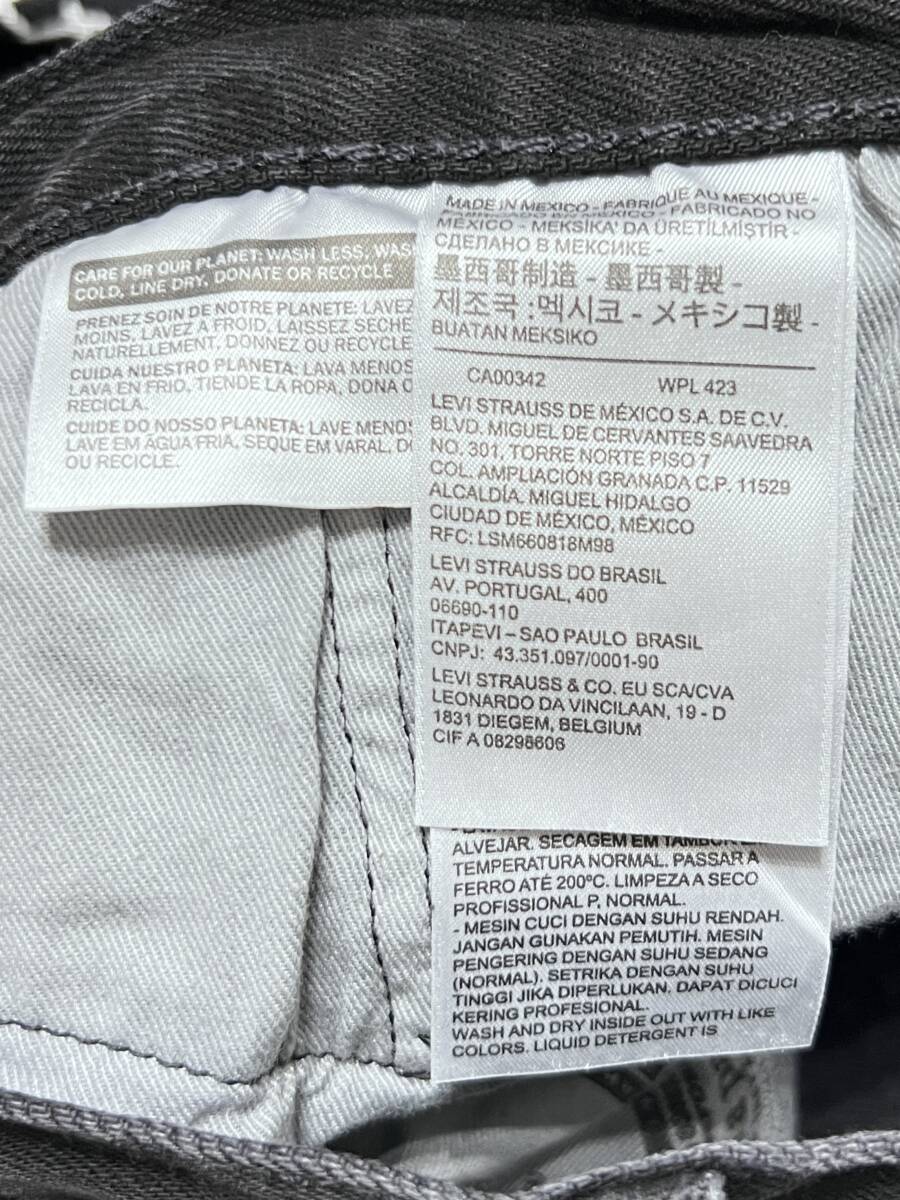 CARE FOR OUR PLANET: WASH LESS, WAS
COLD, LINE DRY, DONATE OR RECYCLE
PRENEZ SOIN DE NOTRE PLANETE: LAVEZ
MOINS, LAVEZ A FROID, LAISSEZ SECHE
NATURELLEMENT, DONNEZ OU RECYCLE
CUIDA NUESTRO PLANETA: LAVA MENOS
LAVA EN FRIO, TIENDE LA ROPA, DONA O
RECICLA.
CUIDE DO NOSSO PLANETA: LAVE MENOS
LAVE EM ÁGUA FRIA, SEQUE EM VARAL, DO
OU RECICLE.
MADE IN MEXICO - FABRIQUE AU MEXIQUE -
FABRICADO EN MEXICO - FABRICADO NO
MÉXICO - MEKSİKA' DA ÜRETİLMİŞTİR -
СДЕЛАНО В МЕКСИКЕ -
墨西哥制造 - 墨西哥製 -
제조국 : 멕시코 - メキシコ製 -
BUATAN MEKSIKO
CA00342 WPL 423
LEVI STRAUSS DE MÉXICO S.A. DE C.V.
BLVD. MIGUEL DE CERVANTES SAAVEDRA
NO. 301, TORRE NORTE PISO 7
COL. AMPLIACIÓN GRANADA C.P. 11529
ALCALDÍA. MIGUEL HIDALGO
CIUDAD DE MÉXICO, MÉXICO
RFC: LSM660818M98
LEVI STRAUSS DO BRASIL
AV. PORTUGAL, 400
06690-110
ITAPEVI – SAO PAULO BRASIL
CNPJ: 43.351.097/0001-90
LEVI STRAUSS & CO. EU SCA/CVA
LEONARDO DA VINCILAAN, 19 - D
1831 DIEGEM, BELGIUM
CIF A 08298606
ALVEJAR. SECAGEM EM TAMBOR
TEMPERATURA NORMAL. PASSAR A
FERRO ATÉ 200ºC. LIMPEZA A SECO
PROFISSIONAL P, NORMAL.
- MESIN CUCI DENGAN SUHU RENDAH.
JANGAN GUNAKAN PEMUTIH. MESIN
PENGERING DENGAN SUHU SEDANG
(NORMAL). SETRIKA DENGAN SUHU
TINGGI JIKA DIPERLUKAN. DAPAT DICUCI
KERING PROFESIONAL.
WASH AND DRY INSIDE OUT WITH LIKE
COLORS. LIQUID DETERGENT IS